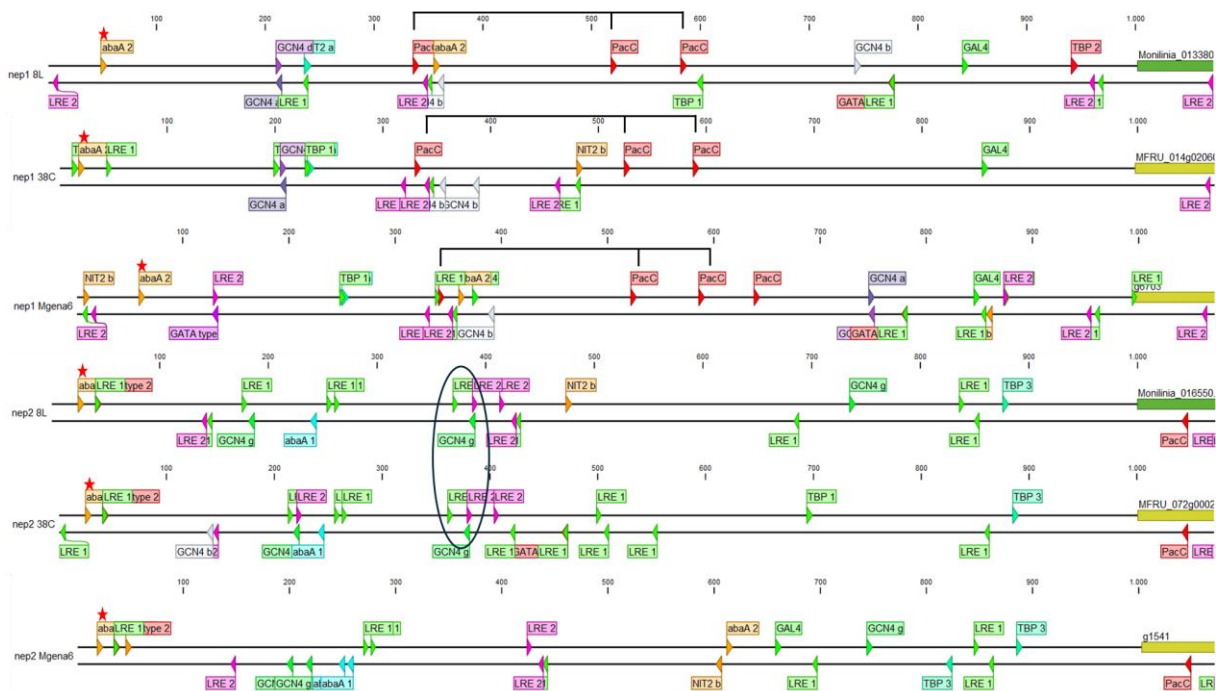 100 200 300 400 500 600 700 800 900 1.000
abaA 2 GCN4 d T2 a PacC abaA 2 PacC PacC GCN4 b GAL4 TBP 2 Monilinia_013380
nep1 8L
LRE 2 GCN4 a LRE 1 LRE 2 4 b TBP 1 GATA LRE 1 LRE 2 1 LRE 2
100 200 300 400 500 600 700 800 900 1.000
T abaA 2 LRE 1 T GCN4 TBP 1 PacC NIT2 b PacC PacC GAL4 MFRU_014g02060
nep1 38C
GCN4 a LRE LRE 2 4 b GCN4 b LRE 2 RE 1 LRE 2
100 200 300 400 500 600 700 800 900 1.000
NIT2 b abaA 2 LRE 2 TBP 1 LRE 1 baA 2 4 PacC PacC PacC GCN4 a GAL4 LRE 2 LRE 1
nep1 Mgena6 g6703
LRE 2 GATA type LRE LRE 2 1 GCN4 b GATA LRE 1 LRE 1 b LRE 2 1 LRE 2
100 200 300 400 500 600 700 800 900 1.000
aba LRE 1 type 2 LRE 1 LRE 1 1 LRE LRE 2 LRE 2 NIT2 b GCN4 g LRE 1 TBP 3 Monilinia_016550
nep2 8L
LRE 2 1 GCN4 g abaA 1 GCN4 g LRE 2 1 LRE 1 LRE 1 PacC LRE
100 200 300 400 500 600 700 800 900 1.000
aba LRE 1 type 2 L LRE 2 L LRE 1 LRE LRE 2 LRE 2 LRE 1 TBP 1 TBP 3 MFRU_072g0002
nep2 38C
LRE 1 GCN4 b 2 GCN4 abaA 1 GCN4 g LRE 1 GATA LRE 1 LRE 1 LRE 1 LRE 1 PacC LRE
100 200 300 400 500 600 700 800 900 1.000
aba LRE 1 type 2 LRE 1 1 LRE 2 abaA 2 GAL4 GCN4 g LRE 1 TBP 3 g1541
nep2 Mgena6
LRE 2 GCN4 g abaA 1 LRE 2 1 NIT2 b LRE 1 TBP 3 LRE 1 PacC LR